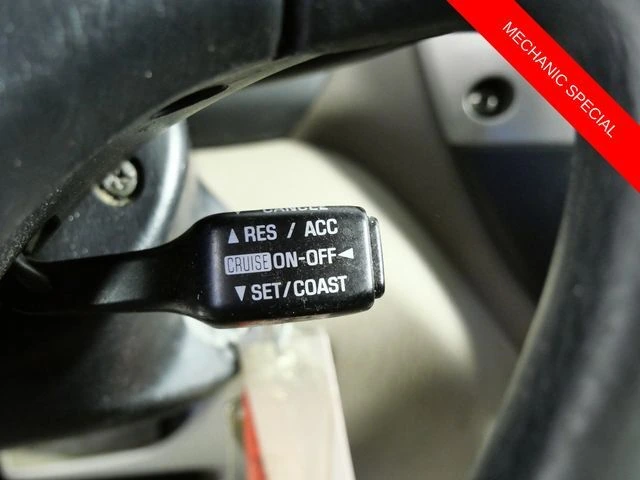 CANCEL
▲ RES / ACC
CRUISE ON-OFF ◄
▼ SET/COAST
MECHANIC SPECIAL